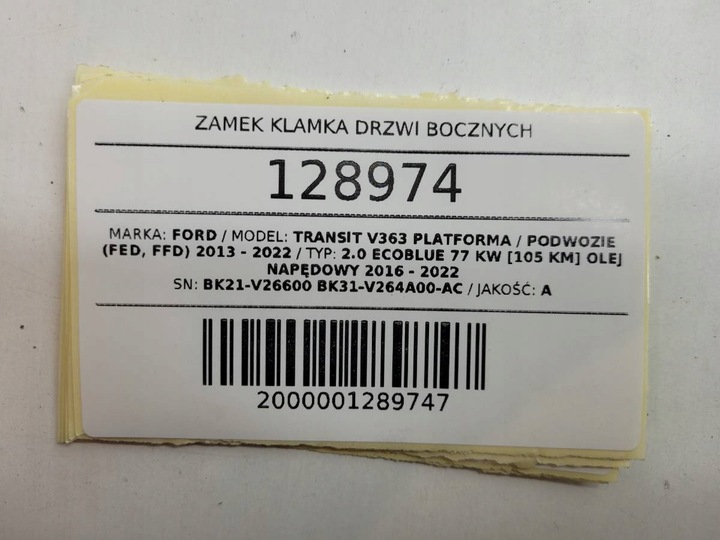 ZAMEK KLAMKA DRZWI BOCZNYCH
128974
MARKA: FORD / MODEL: TRANSIT V363 PLATFORMA / PODWOZIE
(FED, FFD) 2013 - 2022 / TYP: 2.0 ECOBLUE 77 KW [105 KM] OLEJ
NAPĘDOWY 2016 - 2022
SN: BK21-V26600 BK31-V264A00-AC / JAKOŚĆ: A
2000001289747